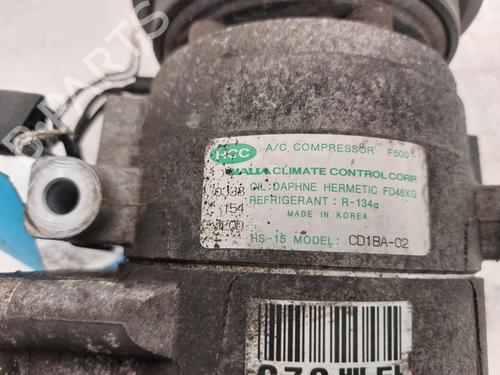 HCC A/C COMPRESSOR F500
HALLA CLIMATE CONTROL CORP.
OIL:DAPHNE HERMETIC FD46XG
154 REFRIGERANT : R-134a
MADE IN KOREA
HS-15 MODEL: CD1BA-02
B-PARTS